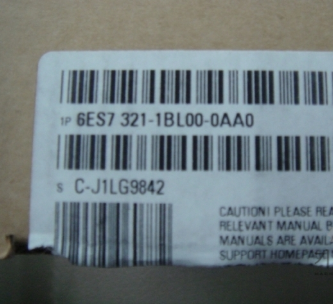 1P 6ES7 321-1BL00-0AA0
S C-J1LG9842
CAUTION! PLEASE REA
RELEVANT MANUAL B
MANUALS ARE AVAIL
SUPPORT HOMEPAGE